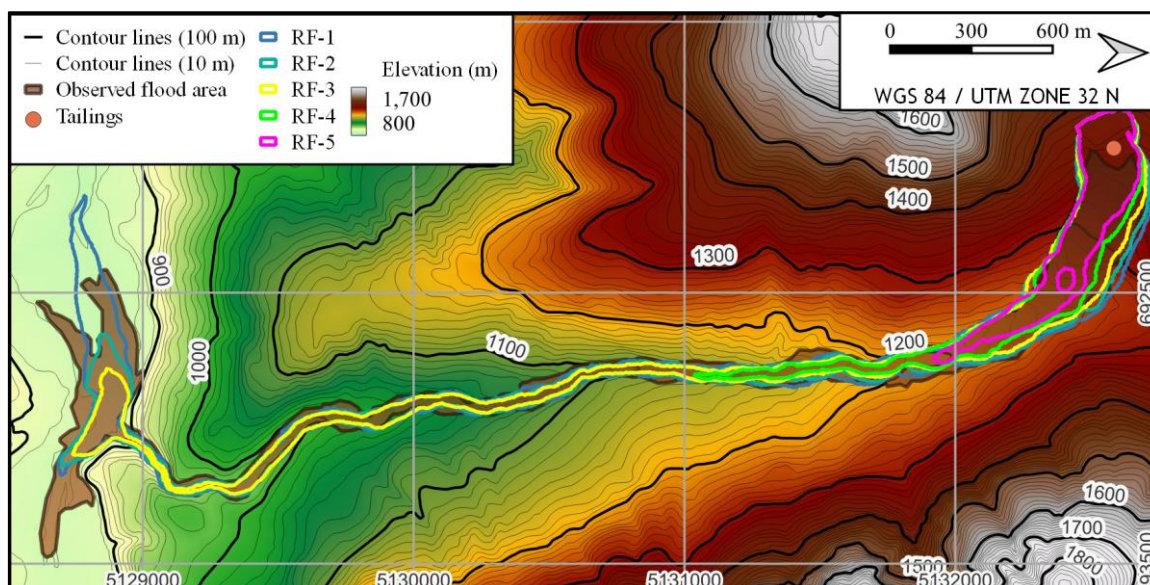 Contour lines (100 m)
Contour lines (10 m)
Observed flood area
Tailings
RF-1
RF-2
RF-3
RF-4
RF-5
Elevation (m)
1,700
800
0 300 600 m
WGS 84 / UTM ZONE 32 N
1600
1500
1400
1300
900
1000
1100
1200
692500
1600
1700
1800
1500
93500
5129000
5130000
5131000
5132000